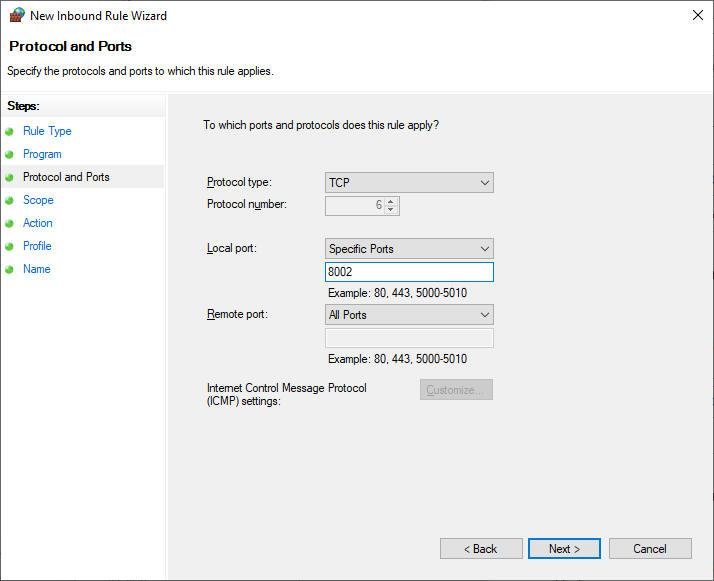 New Inbound Rule Wizard
Protocol and Ports
Specify the protocols and ports to which this rule applies.
Steps:
Rule Type
Program
Protocol and Ports
Scope
Action
Profile
Name
To which ports and protocols does this rule apply?
Protocol type: TCP
Protocol number: 6
Local port: Specific Ports
8002
Example: 80, 443, 5000-5010
Remote port: All Ports
Example: 80, 443, 5000-5010
Internet Control Message Protocol
(ICMP) settings:
Customize...
< Back Next > Cancel